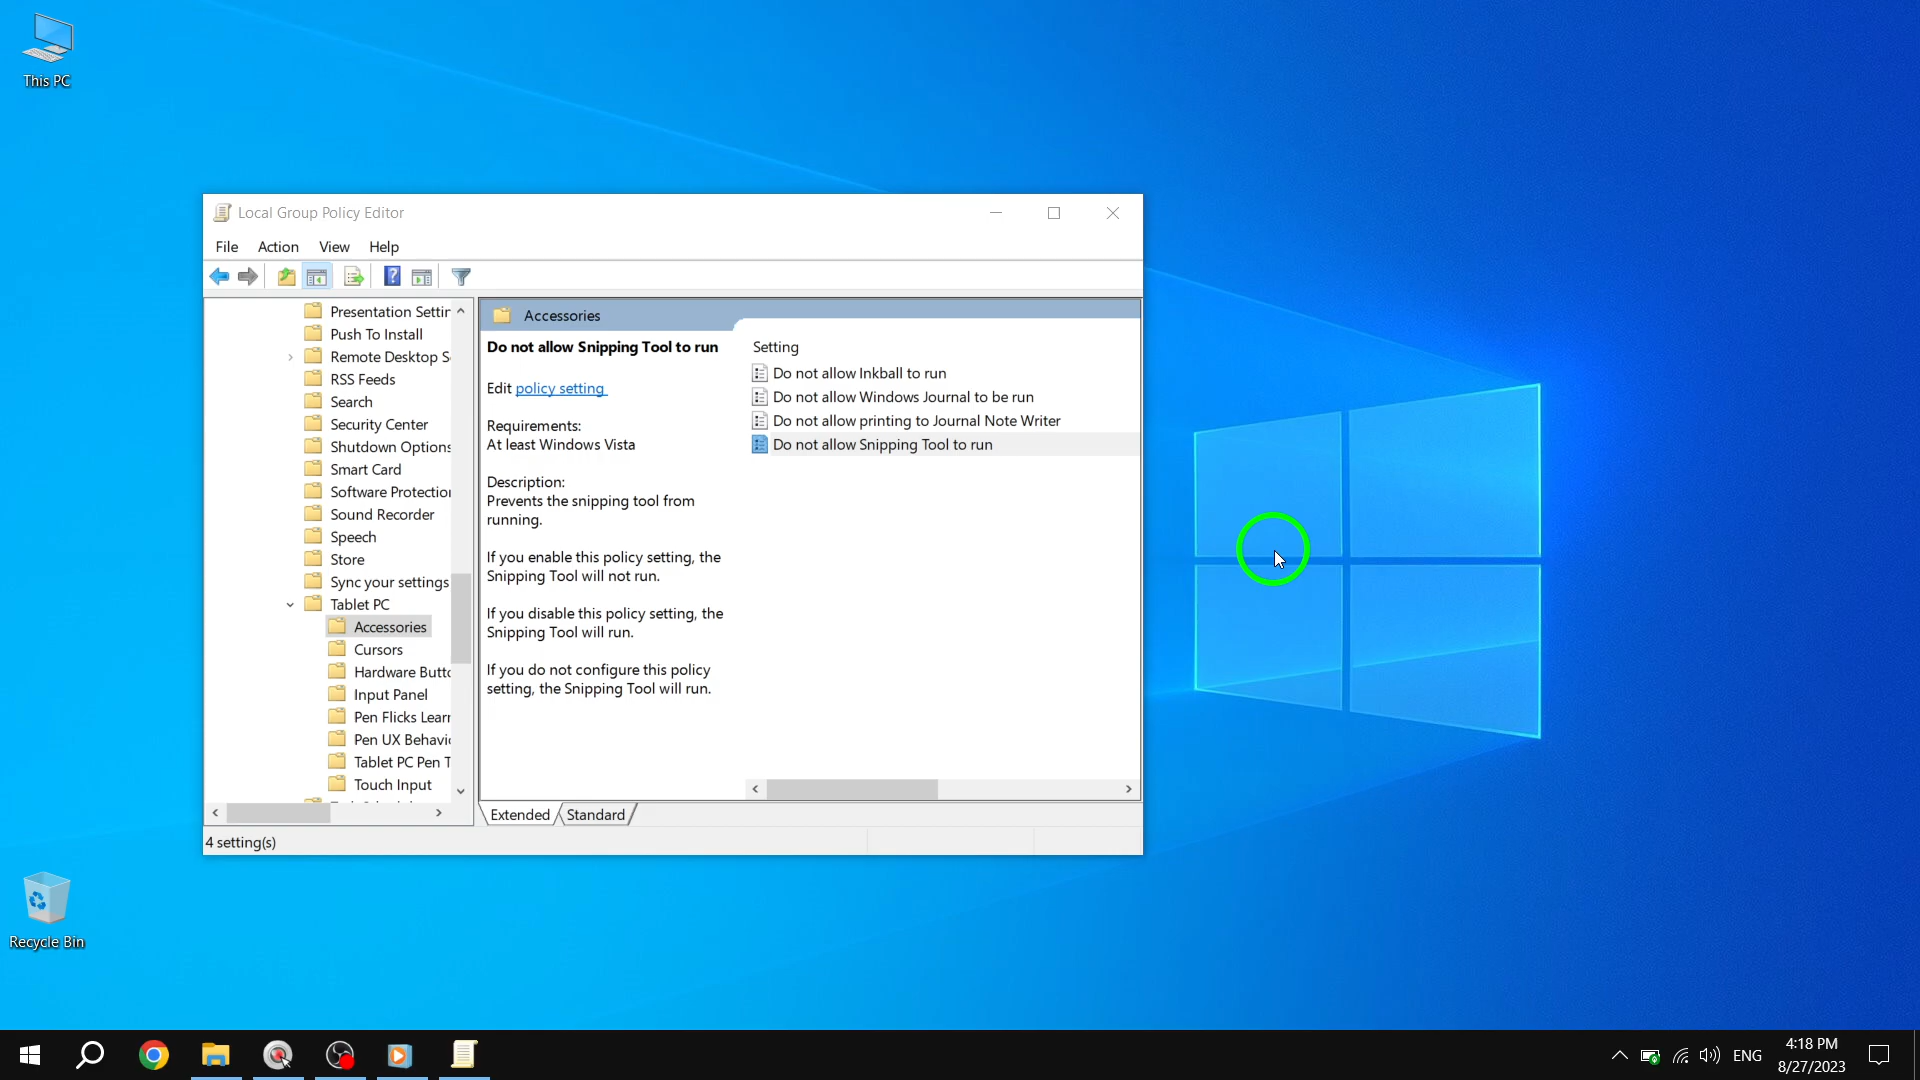 This PC
Local Group Policy Editor
File Action View Help
Presentation Settin
Push To Install
Remote Desktop S
RSS Feeds
Search
Security Center
Shutdown Options
Smart Card
Software Protection
Sound Recorder
Speech
Store
Sync your settings
Tablet PC
Accessories
Cursors
Hardware Butto
Input Panel
Pen Flicks Learn
Pen UX Behavio
Tablet PC Pen T
Touch Input
Accessories
Do not allow Snipping Tool to run
Edit policy setting
Requirements:
At least Windows Vista
Description:
Prevents the snipping tool from
running.
If you enable this policy setting, the
Snipping Tool will not run.
If you disable this policy setting, the
Snipping Tool will run.
If you do not configure this policy
setting, the Snipping Tool will run.
Setting
Do not allow Inkball to run
Do not allow Windows Journal to be run
Do not allow printing to Journal Note Writer
Do not allow Snipping Tool to run
Extended Standard
4 setting(s)
Recycle Bin
ENG
4:18 PM
8/27/2023